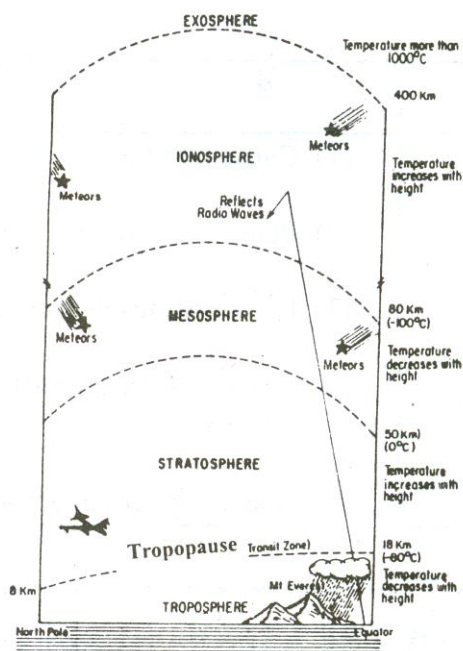 EXOSPHERE
Temperature more than
1000°C
400 Km
Meteors
IONOSPHERE
Meteors
Temperature
increases with
height
Reflects
Radio Waves
80 Km
(-100°C)
MESOSPHERE
Meteors
Meteors
Temperature
decreases with
height
50 Km)
(0°C)
STRATOSPHERE
Temperature
increases with
height
Tropopause
Transit Zone)
18 Km
(-80°C)
8 Km
Mt Everest
Temperature
decreases with
height
TROPOSPHERE
North Pole
Equator